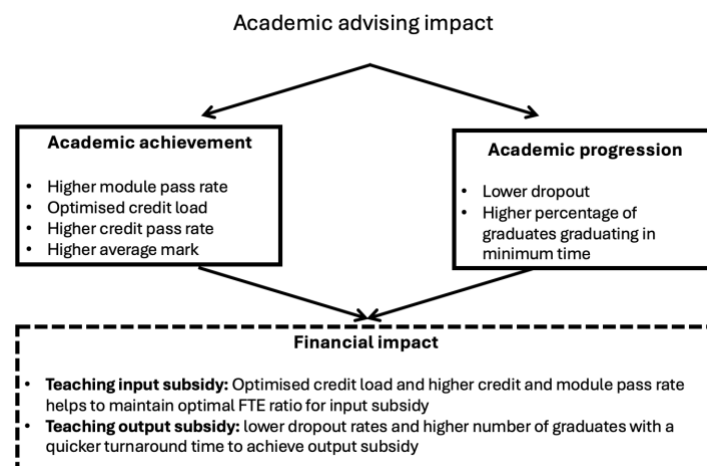 Academic advising impact
Academic achievement
• Higher module pass rate
• Optimised credit load
• Higher credit pass rate
• Higher average mark
Academic progression
• Lower dropout
• Higher percentage of
graduates graduating in
minimum time
Financial impact
• Teaching input subsidy: Optimised credit load and higher credit and module pass rate
helps to maintain optimal FTE ratio for input subsidy
• Teaching output subsidy: lower dropout rates and higher number of graduates with a
quicker turnaround time to achieve output subsidy